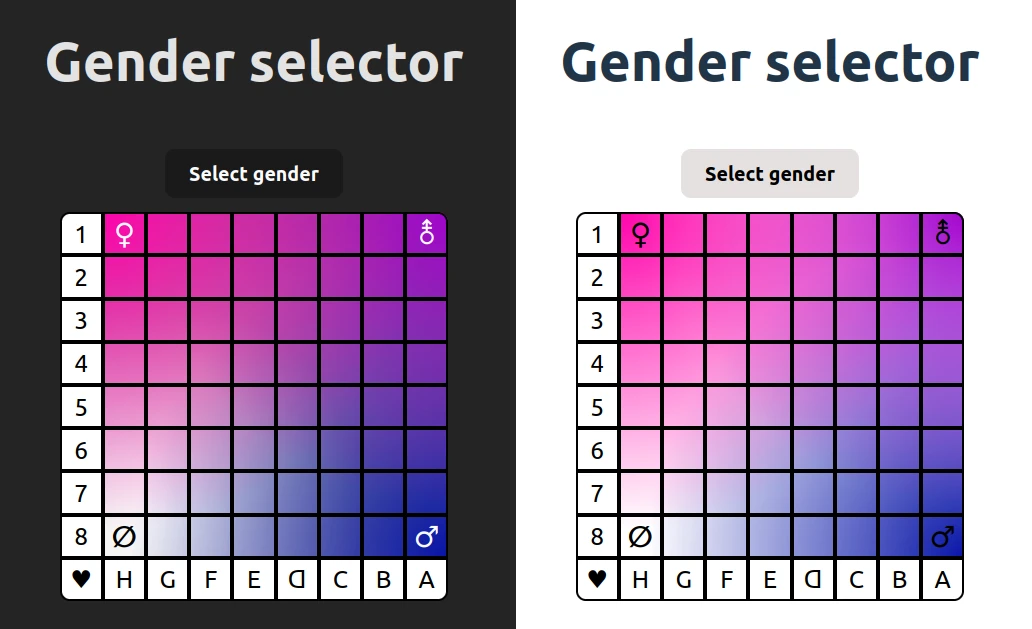 Gender selector
Select gender
1 ♀ ⚨
2
3
4
5
6
7
8 ∅ ♂
♥ H G F E ᗡ C B A
Gender selector
Select gender
1 ♀ ⚨
2
3
4
5
6
7
8 ∅ ♂
♥ H G F E ᗡ C B A